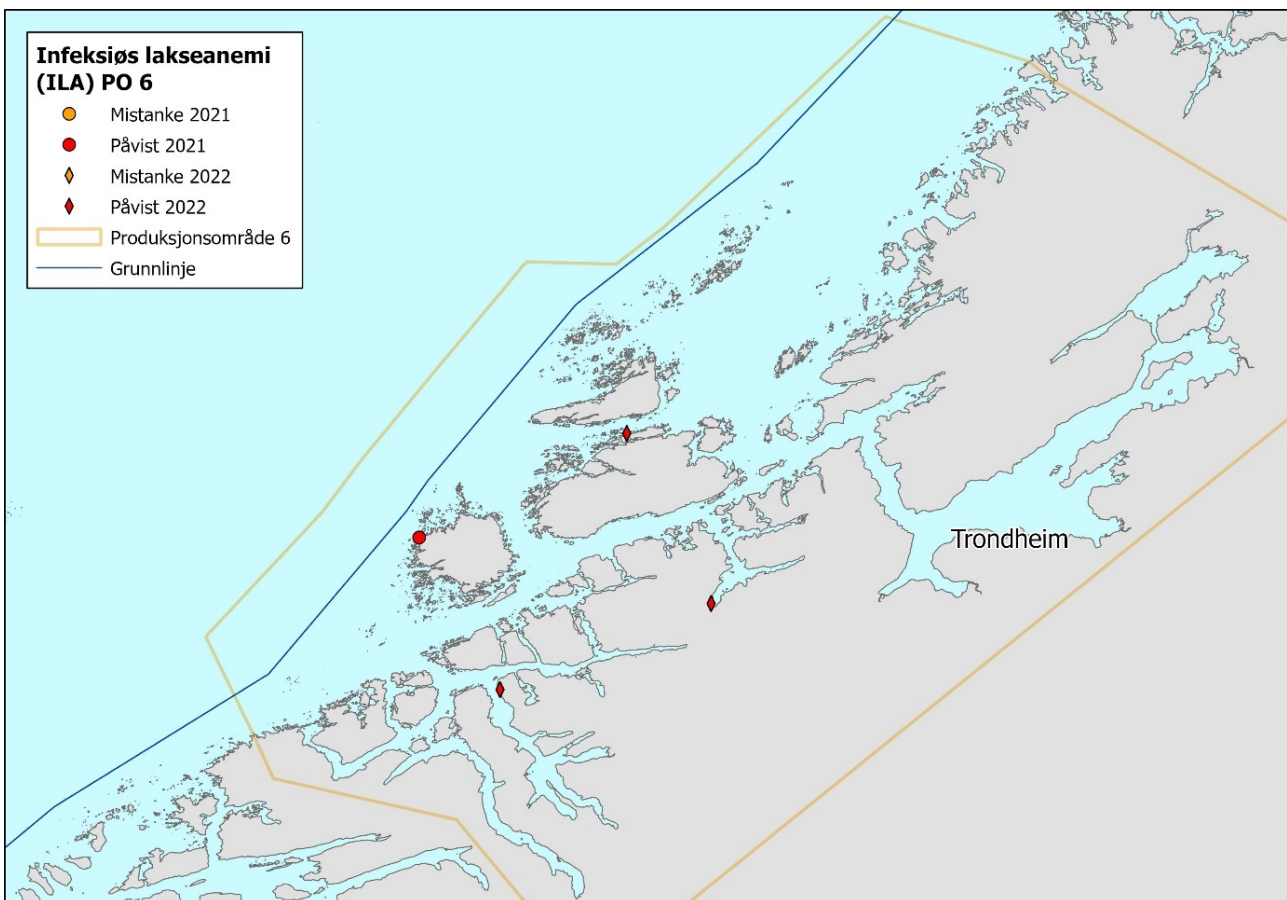 Infeksiøs lakseanemi
(ILA) PO 6
Mistanke 2021
Påvist 2021
Mistanke 2022
Påvist 2022
Produksjonsområde 6
Grunnlinje
Trondheim